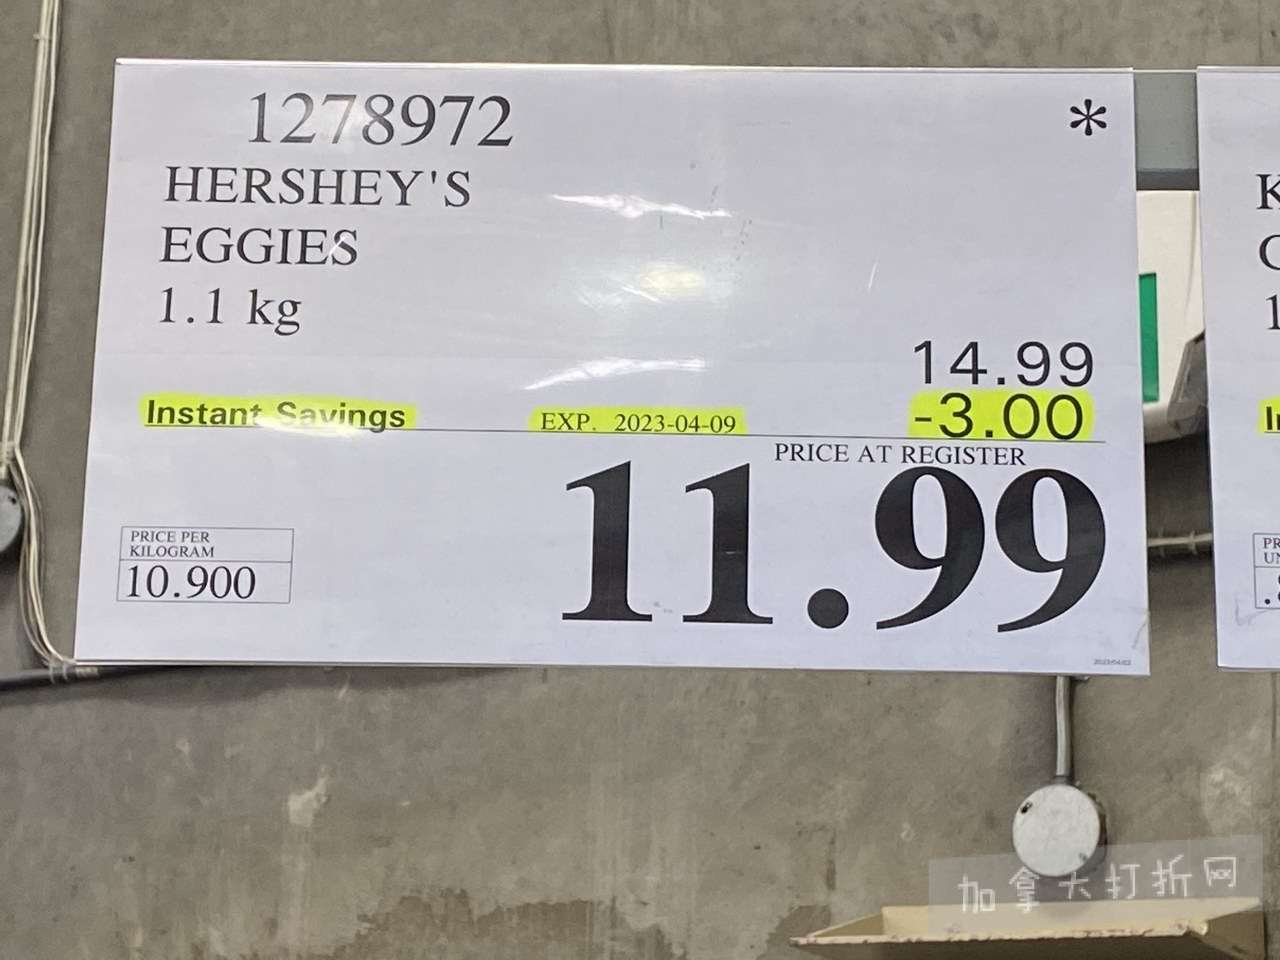 1278972
*
HERSHEY'S
EGGIES
1.1 kg
14.99
Instant Savings
EXP. 2023-04-09
-3.00
PRICE AT REGISTER
11.99
PRICE PER
KILOGRAM
10.900
加拿大打折网